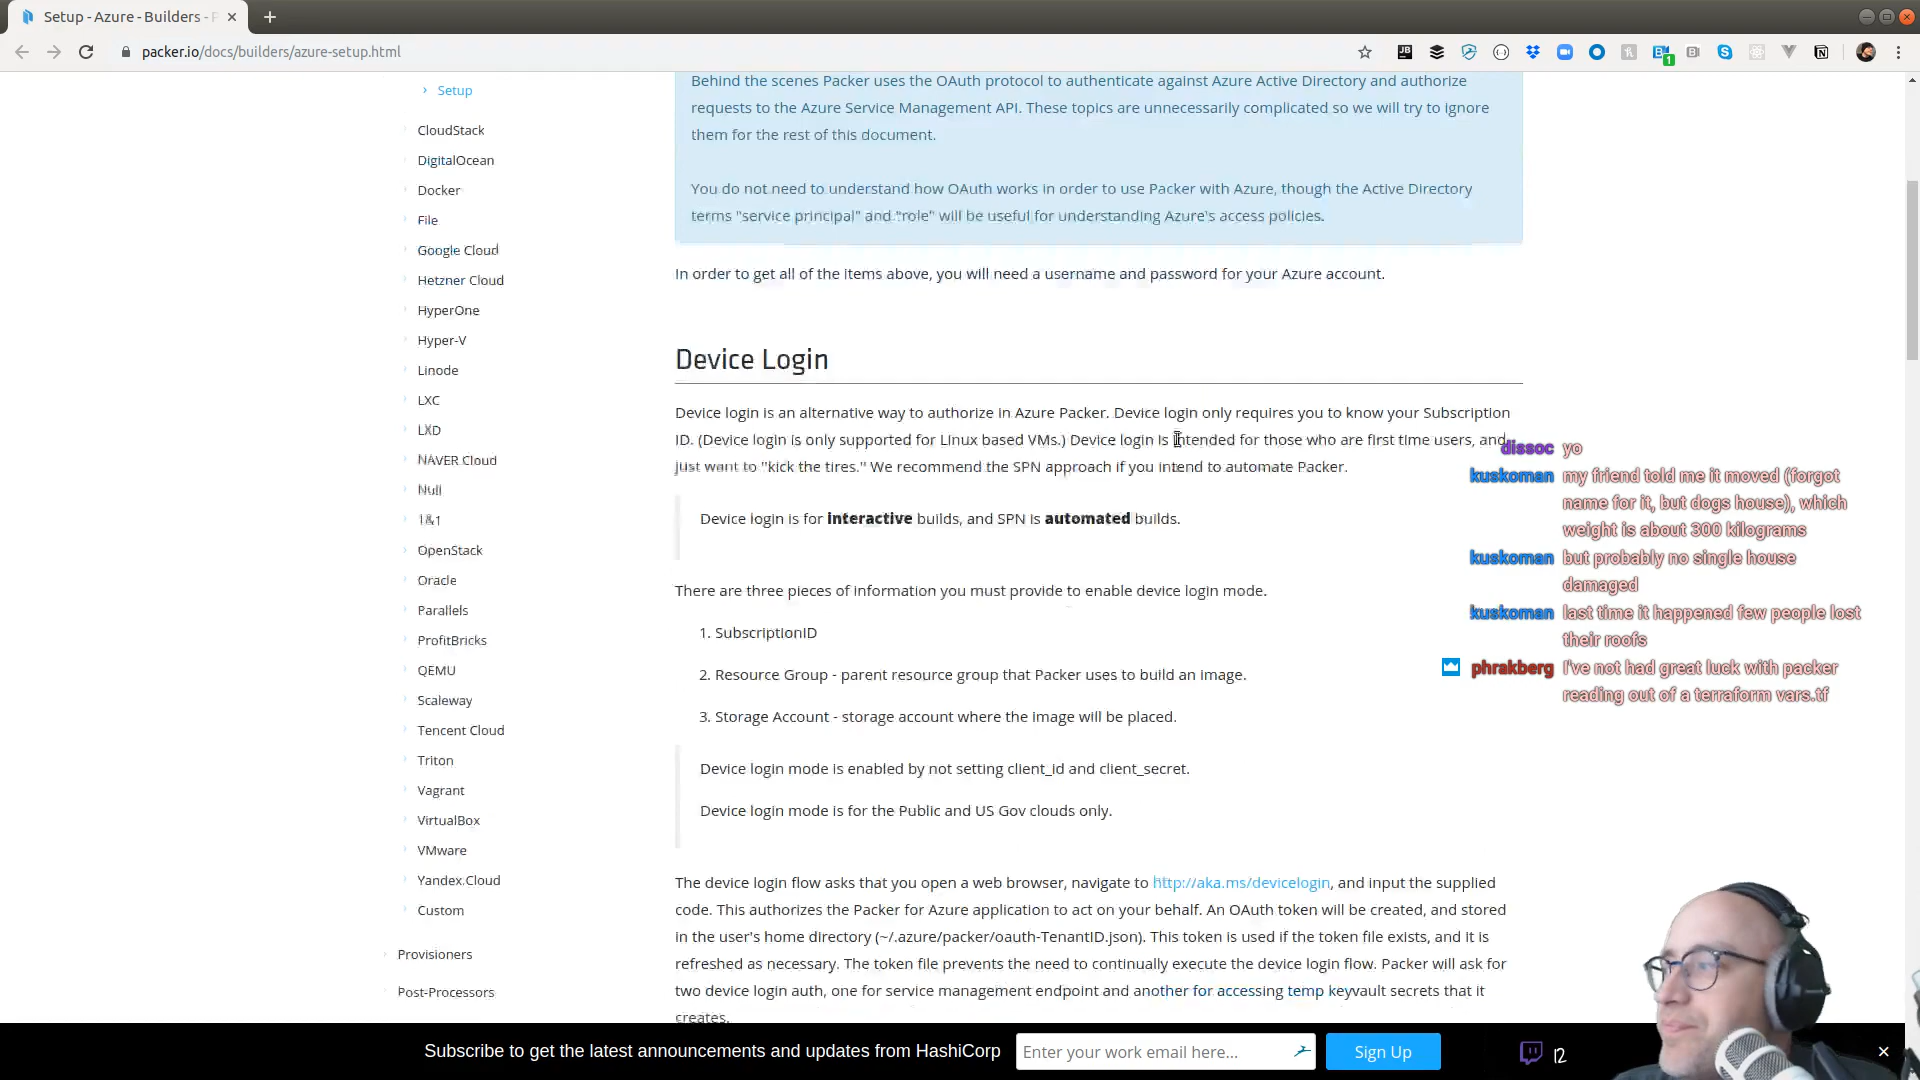 Setup - Azure - Builders - P
packer.io/docs/builders/azure-setup.html
Setup
CloudStack
DigitalOcean
Docker
File
Google Cloud
Hetzner Cloud
HyperOne
Hyper-V
Linode
LXC
LXD
NAVER Cloud
Null
1&1
OpenStack
Oracle
Parallels
ProfitBricks
QEMU
Scaleway
Tencent Cloud
Triton
Vagrant
VirtualBox
VMware
Yandex.Cloud
Custom
Provisioners
Post-Processors
Behind the scenes Packer uses the OAuth protocol to authenticate against Azure Active Directory and authorize
requests to the Azure Service Management API. These topics are unnecessarily complicated so we will try to ignore
them for the rest of this document.
You do not need to understand how OAuth works in order to use Packer with Azure, though the Active Directory
terms "service principal" and "role" will be useful for understanding Azure's access policies.
In order to get all of the items above, you will need a username and password for your Azure account.
Device Login
Device login is an alternative way to authorize in Azure Packer. Device login only requires you to know your Subscription
ID. (Device login is only supported for Linux based VMs.) Device login is intended for those who are first time users, and
just want to "kick the tires." We recommend the SPN approach if you intend to automate Packer.
Device login is for interactive builds, and SPN is automated builds.
There are three pieces of information you must provide to enable device login mode.
1. SubscriptionID
2. Resource Group - parent resource group that Packer uses to build an image.
3. Storage Account - storage account where the image will be placed.
Device login mode is enabled by not setting client_id and client_secret.
Device login mode is for the Public and US Gov clouds only.
The device login flow asks that you open a web browser, navigate to http://aka.ms/devicelogin, and input the supplied
code. This authorizes the Packer for Azure application to act on your behalf. An OAuth token will be created, and stored
in the user's home directory (~/.azure/packer/oauth-TenantID.json). This token is used if the token file exists, and it is
refreshed as necessary. The token file prevents the need to continually execute the device login flow. Packer will ask for
two device login auth, one for service management endpoint and another for accessing temp keyvault secrets that it
creates.
dissoc yo
kuskoman my friend told me it moved (forgot
name for it, but dogs house), which
weight is about 300 kilograms
kuskoman but probably no single house
damaged
kuskoman last time it happened few people lost
their roofs
phrakberg I've not had great luck with packer
reading out of a terraform vars.tf
Subscribe to get the latest announcements and updates from HashiCorp
Enter your work email here...
Sign Up
12